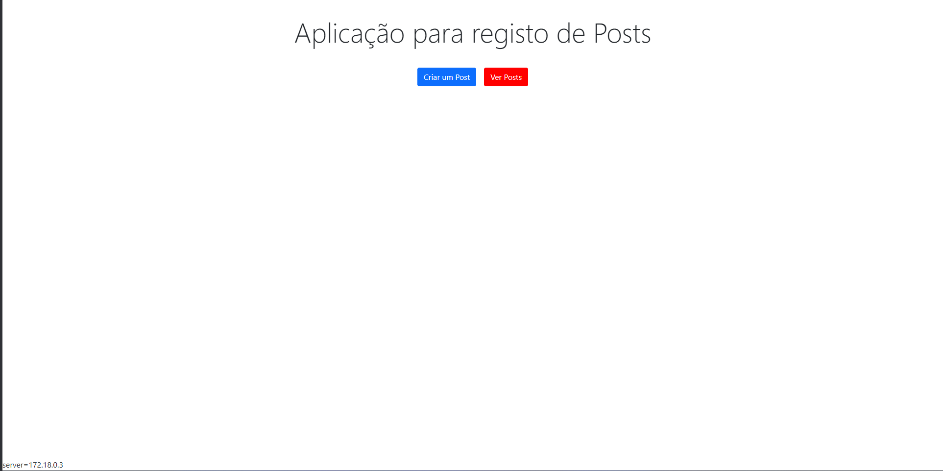 Aplicação para registo de Posts
Criar um Post
Ver Posts
server=172.18.0.3